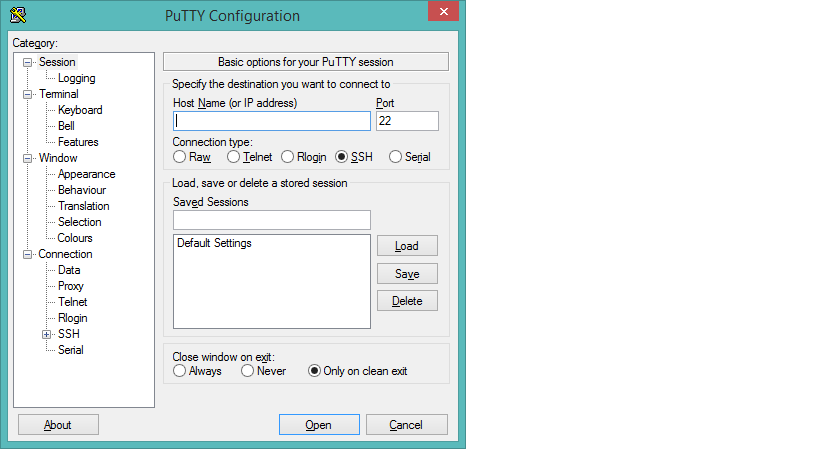 PuTTY Configuration
Category:
Session
Logging
Terminal
Keyboard
Bell
Features
Window
Appearance
Behaviour
Translation
Selection
Colours
Connection
Data
Proxy
Telnet
Rlogin
SSH
Serial
Basic options for your PuTTY session
Specify the destination you want to connect to
Host Name (or IP address) Port
22
Connection type:
Raw Telnet Rlogin SSH Serial
Load, save or delete a stored session
Saved Sessions
Default Settings
Load
Save
Delete
Close window on exit:
Always Never Only on clean exit
About Open Cancel